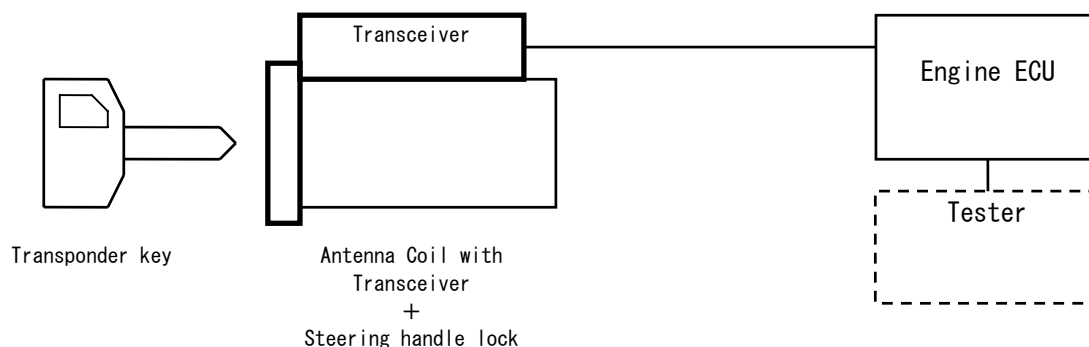 Transceiver
Engine ECU
Tester
Transponder key
Antenna Coil with
Transceiver
+
Steering handle lock